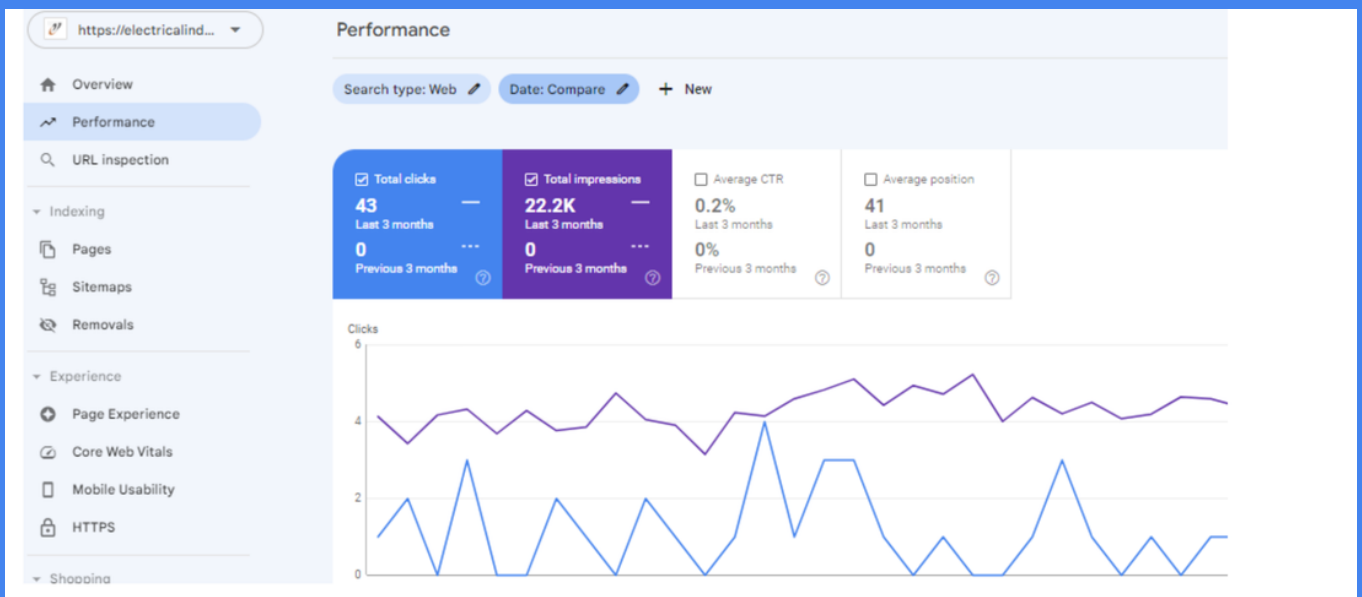 https://electricalind...
Overview
Performance
URL inspection
Indexing
Pages
Sitemaps
Removals
Experience
Page Experience
Core Web Vitals
Mobile Usability
HTTPS
Shopping
Performance
Search type: Web
Date: Compare
+ New
Total clicks
43
Last 3 months
0
Previous 3 months
Total impressions
22.2K
Last 3 months
0
Previous 3 months
Average CTR
0.2%
Last 3 months
0%
Previous 3 months
Average position
41
Last 3 months
0
Previous 3 months
Clicks
6
4
2
0